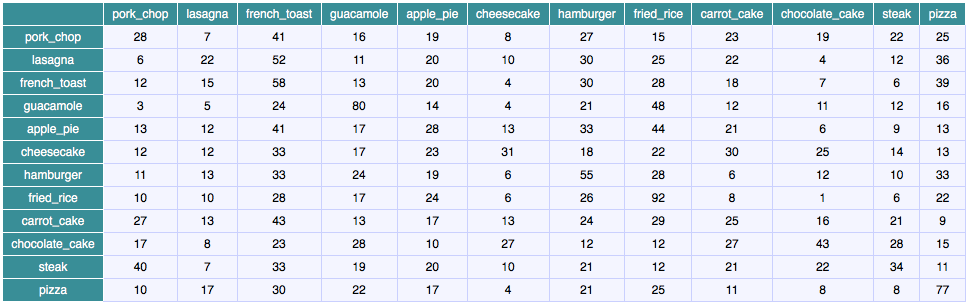 pork_chop lasagna french_toast guacamole apple_pie cheesecake hamburger fried_rice carrot_cake chocolate_cake steak pizza
pork_chop 28 7 41 16 19 8 27 15 23 19 22 25
lasagna 6 22 52 11 20 10 30 25 22 4 12 36
french_toast 12 15 58 13 20 4 30 28 18 7 6 39
guacamole 3 5 24 80 14 4 21 48 12 11 12 16
apple_pie 13 12 41 17 28 13 33 44 21 6 9 13
cheesecake 12 12 33 17 23 31 18 22 30 25 14 13
hamburger 11 13 33 24 19 6 55 28 6 12 10 33
fried_rice 10 10 28 17 24 6 26 92 8 1 6 22
carrot_cake 27 13 43 13 17 13 24 29 25 16 21 9
chocolate_cake 17 8 23 28 10 27 12 12 27 43 28 15
steak 40 7 33 19 20 10 21 12 21 22 34 11
pizza 10 17 30 22 17 4 21 25 11 8 8 77